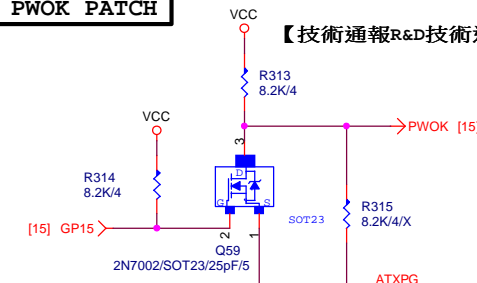 PWOK PATCH
VCC
【技術通報R&D技術
R313
8.2K/4
PWOK [15]
VCC
3
D
R314
8.2K/4
G
S
SOT23
R315
8.2K/4/X
[15] GP15
2
1
Q59
2N7002/SOT23/25pF/5
ATXPG